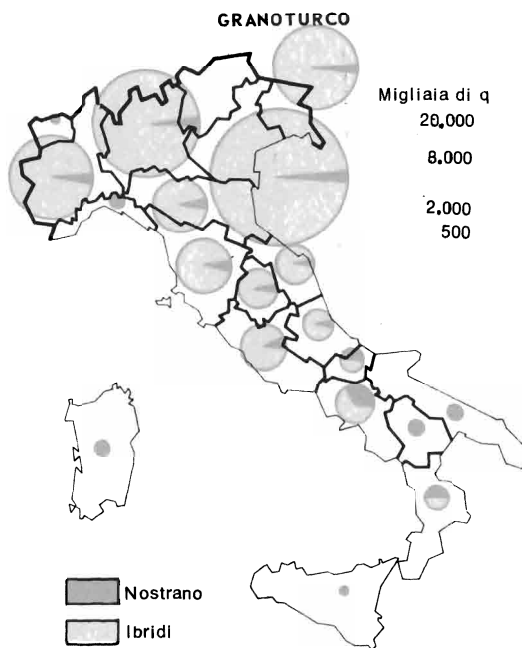 GRANOTURCO
Migliaia di q
20.000
8.000
2.000
500
Nostrano
Ibridi